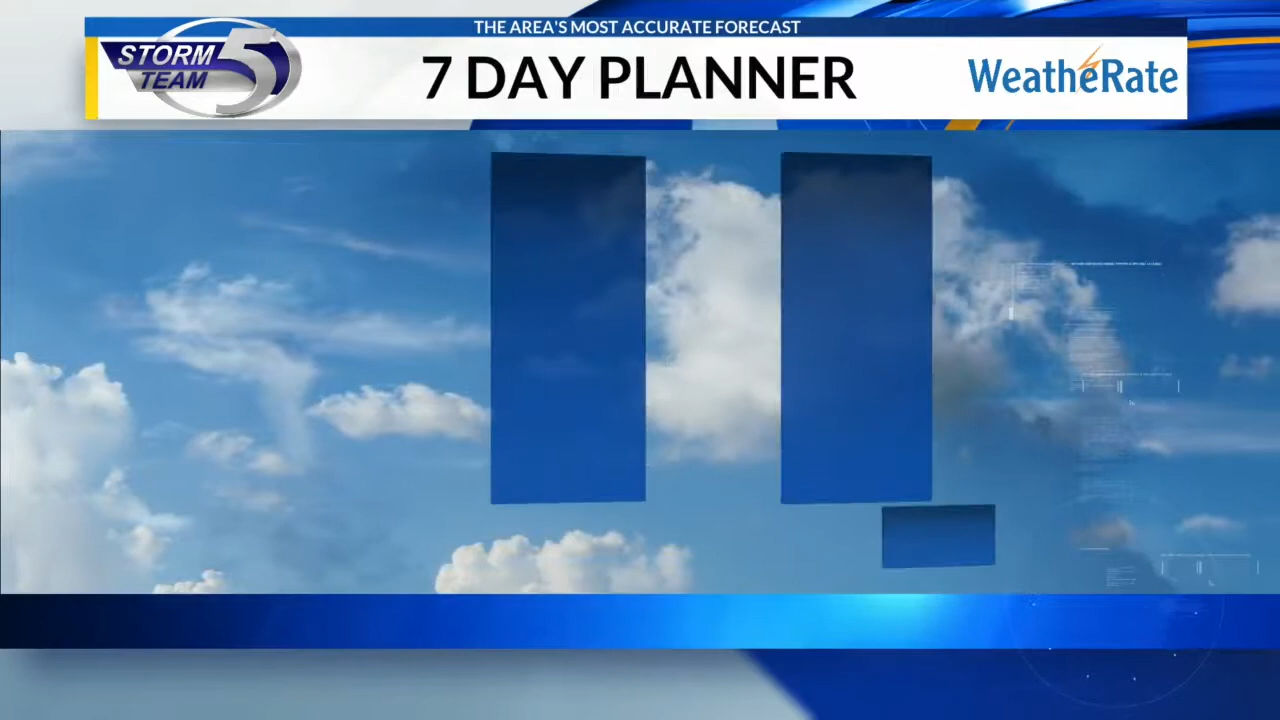 THE AREA'S MOST ACCURATE FORECAST
STORM
TEAM 5
7 DAY PLANNER
WeatheRate